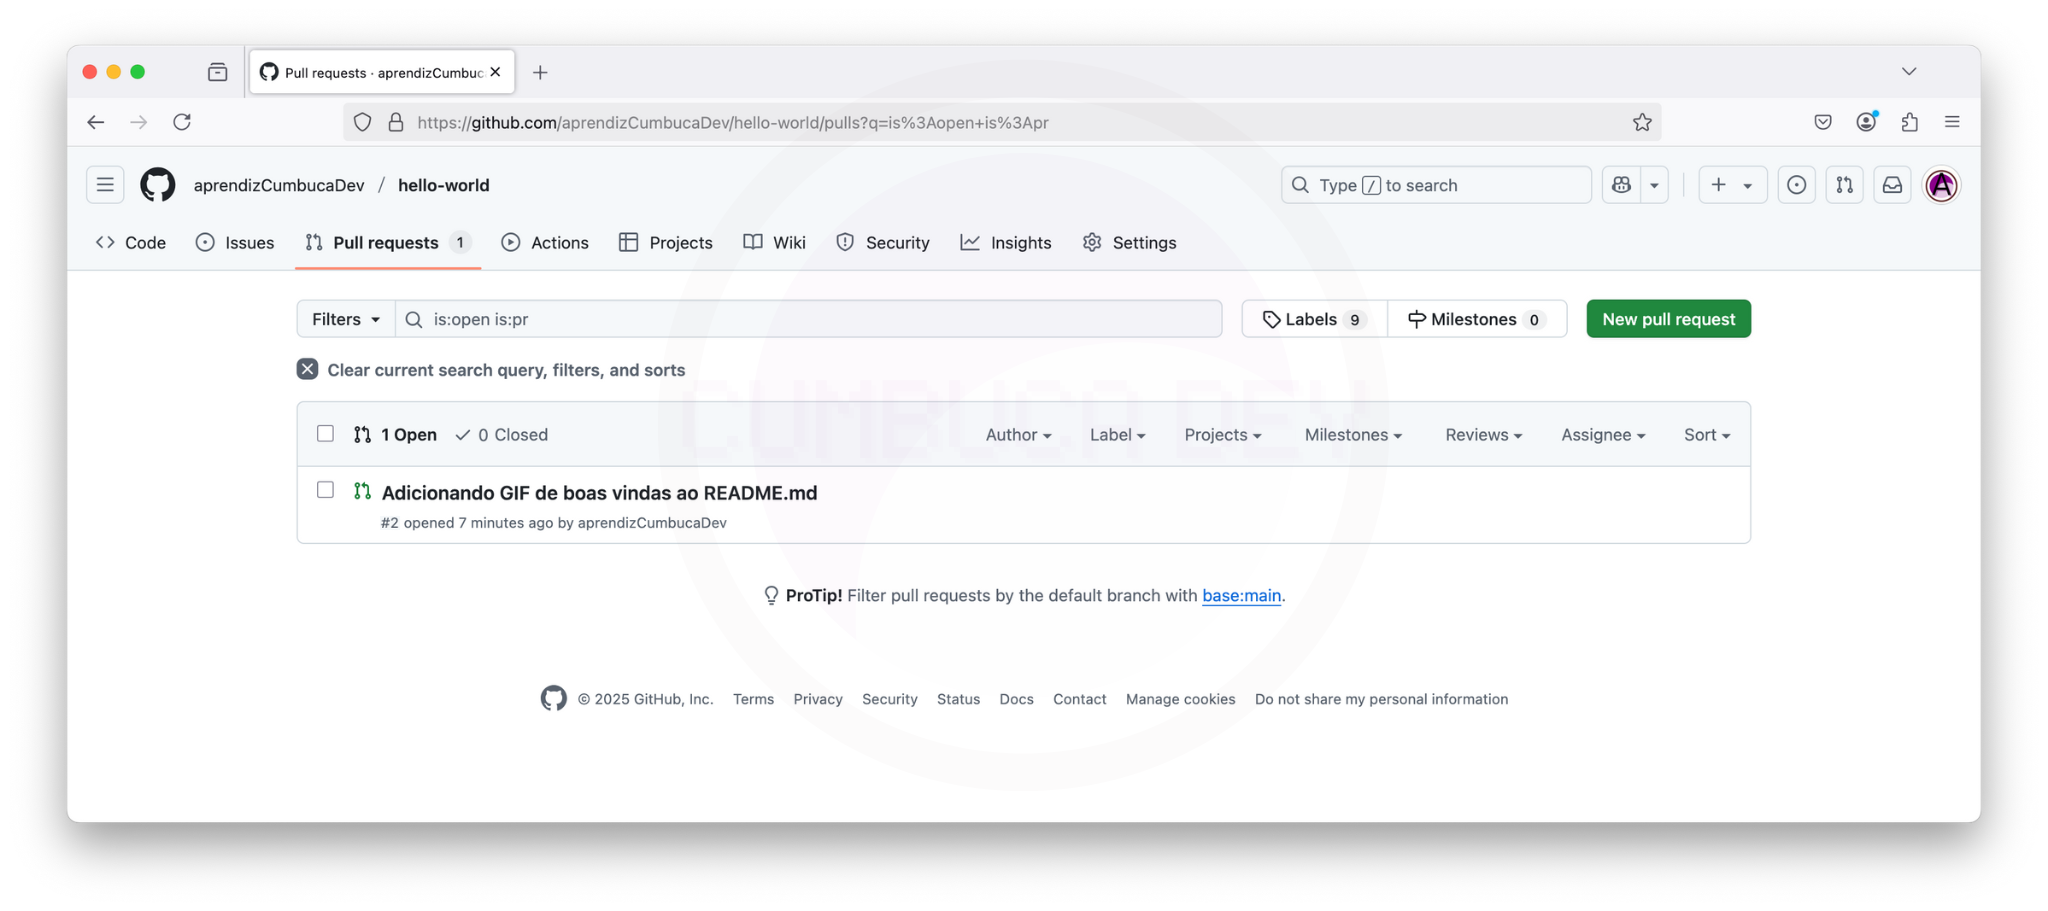 Pull requests · aprendizCumbuc
https://github.com/aprendizCumbucaDev/hello-world/pulls?q=is%3Aopen+is%3Apr
aprendizCumbucaDev / hello-world
Type / to search
Code Issues Pull requests 1 Actions Projects Wiki Security Insights Settings
Filters is:open is:pr Labels 9 Milestones 0 New pull request
Clear current search query, filters, and sorts
CUMBUCA DEV
1 Open 0 Closed Author Label Projects Milestones Reviews Assignee Sort
Adicionando GIF de boas vindas ao README.md
#2 opened 7 minutes ago by aprendizCumbucaDev
ProTip! Filter pull requests by the default branch with base:main.
© 2025 GitHub, Inc. Terms Privacy Security Status Docs Contact Manage cookies Do not share my personal information